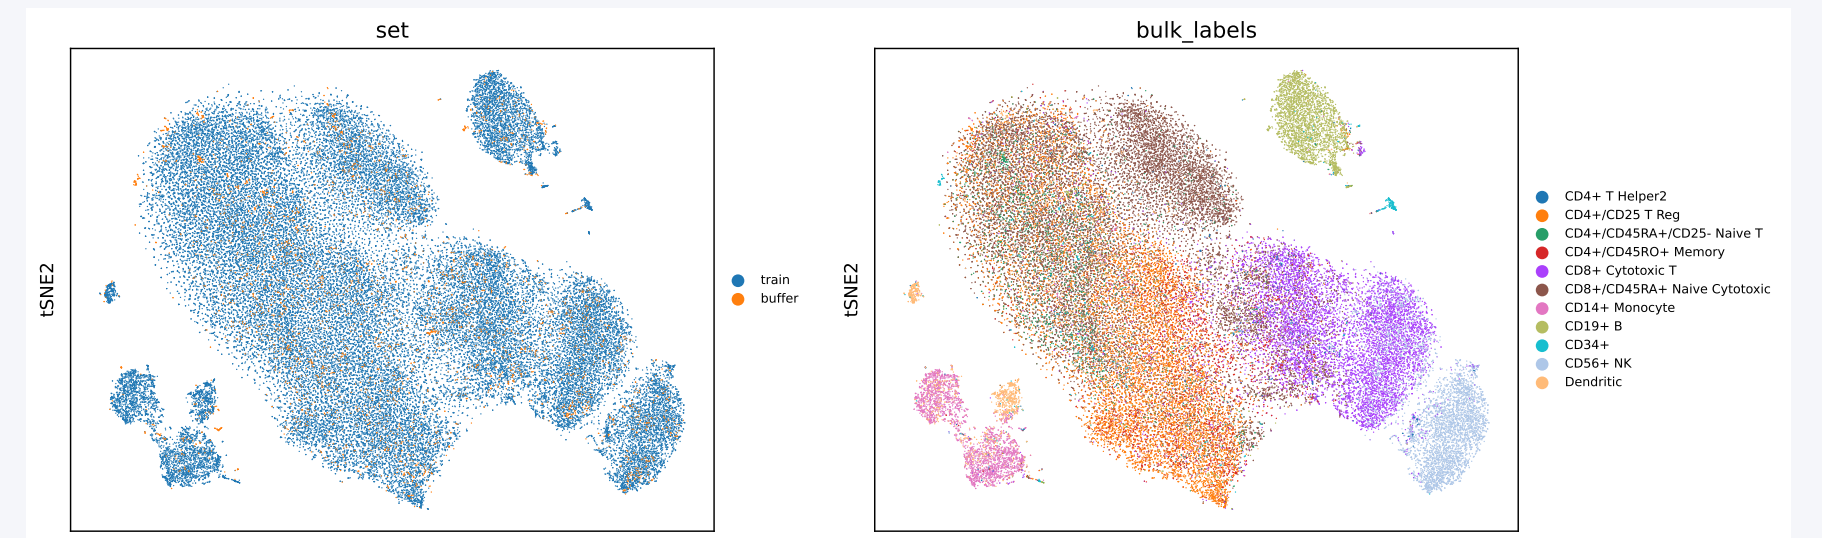 set
tSNE2
train
buffer
bulk_labels
tSNE2
CD4+ T Helper2
CD4+/CD25 T Reg
CD4+/CD45RA+/CD25- Naive T
CD4+/CD45RO+ Memory
CD8+ Cytotoxic T
CD8+/CD45RA+ Naive Cytotoxic
CD14+ Monocyte
CD19+ B
CD34+
CD56+ NK
Dendritic